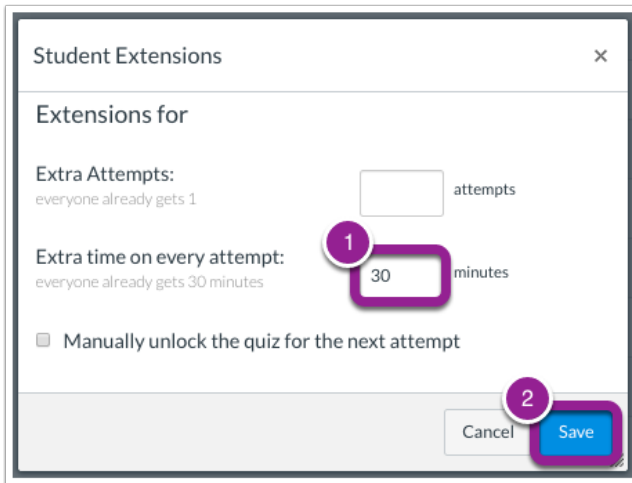 Student Extensions ×
Extensions for
Extra Attempts:
everyone already gets 1
attempts
1
Extra time on every attempt:
everyone already gets 30 minutes
30 minutes
Manually unlock the quiz for the next attempt
2
Cancel Save